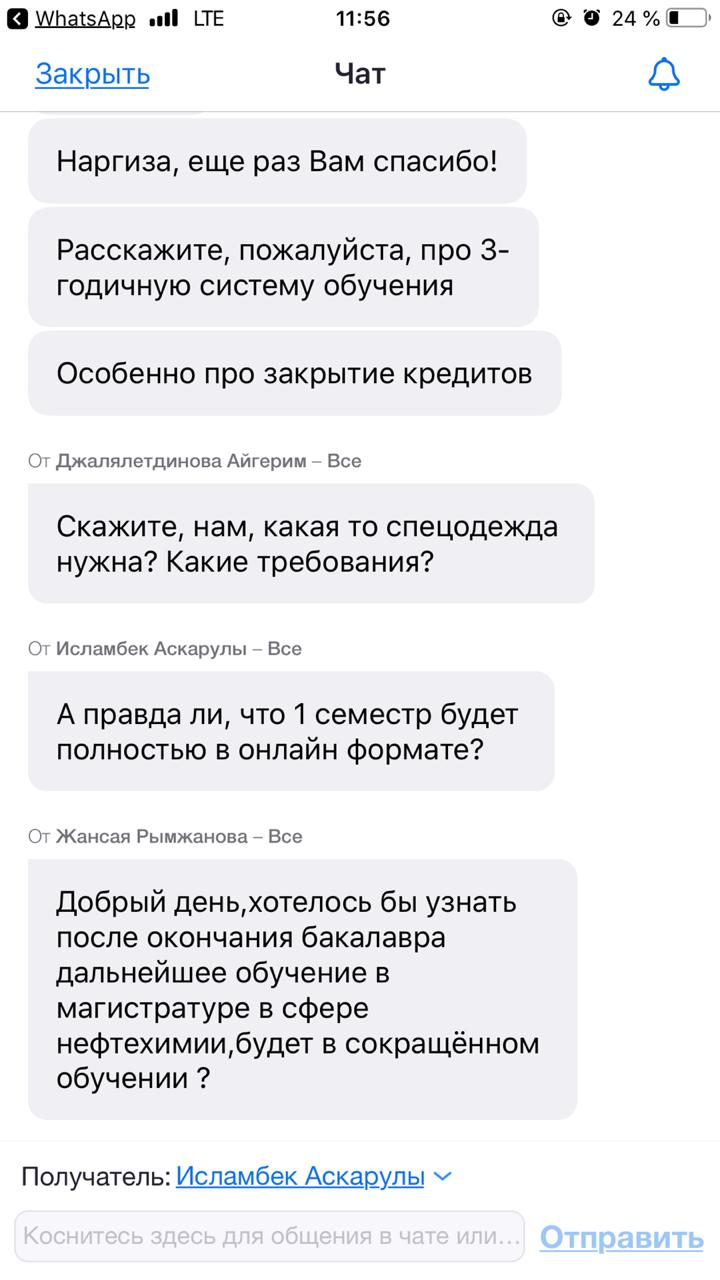 WhatsApp LTE 11:56 24 %
Закрыть Чат
Наргиза, еще раз Вам спасибо!
Расскажите, пожалуйста, про 3-
годичную систему обучения
Особенно про закрытие кредитов
От Джалялетдинова Айгерим – Все
Скажите, нам, какая то спецодежда
нужна? Какие требования?
От Исламбек Аскарулы – Все
А правда ли, что 1 семестр будет
полностью в онлайн формате?
От Жансая Рымжанова – Все
Добрый день,хотелось бы узнать
после окончания бакалавра
дальнейшее обучение в
магистратуре в сфере
нефтехимии,будет в сокращённом
обучении ?
Получатель: Исламбек Аскарулы
Коснитесь здесь для общения в чате или... Отправить